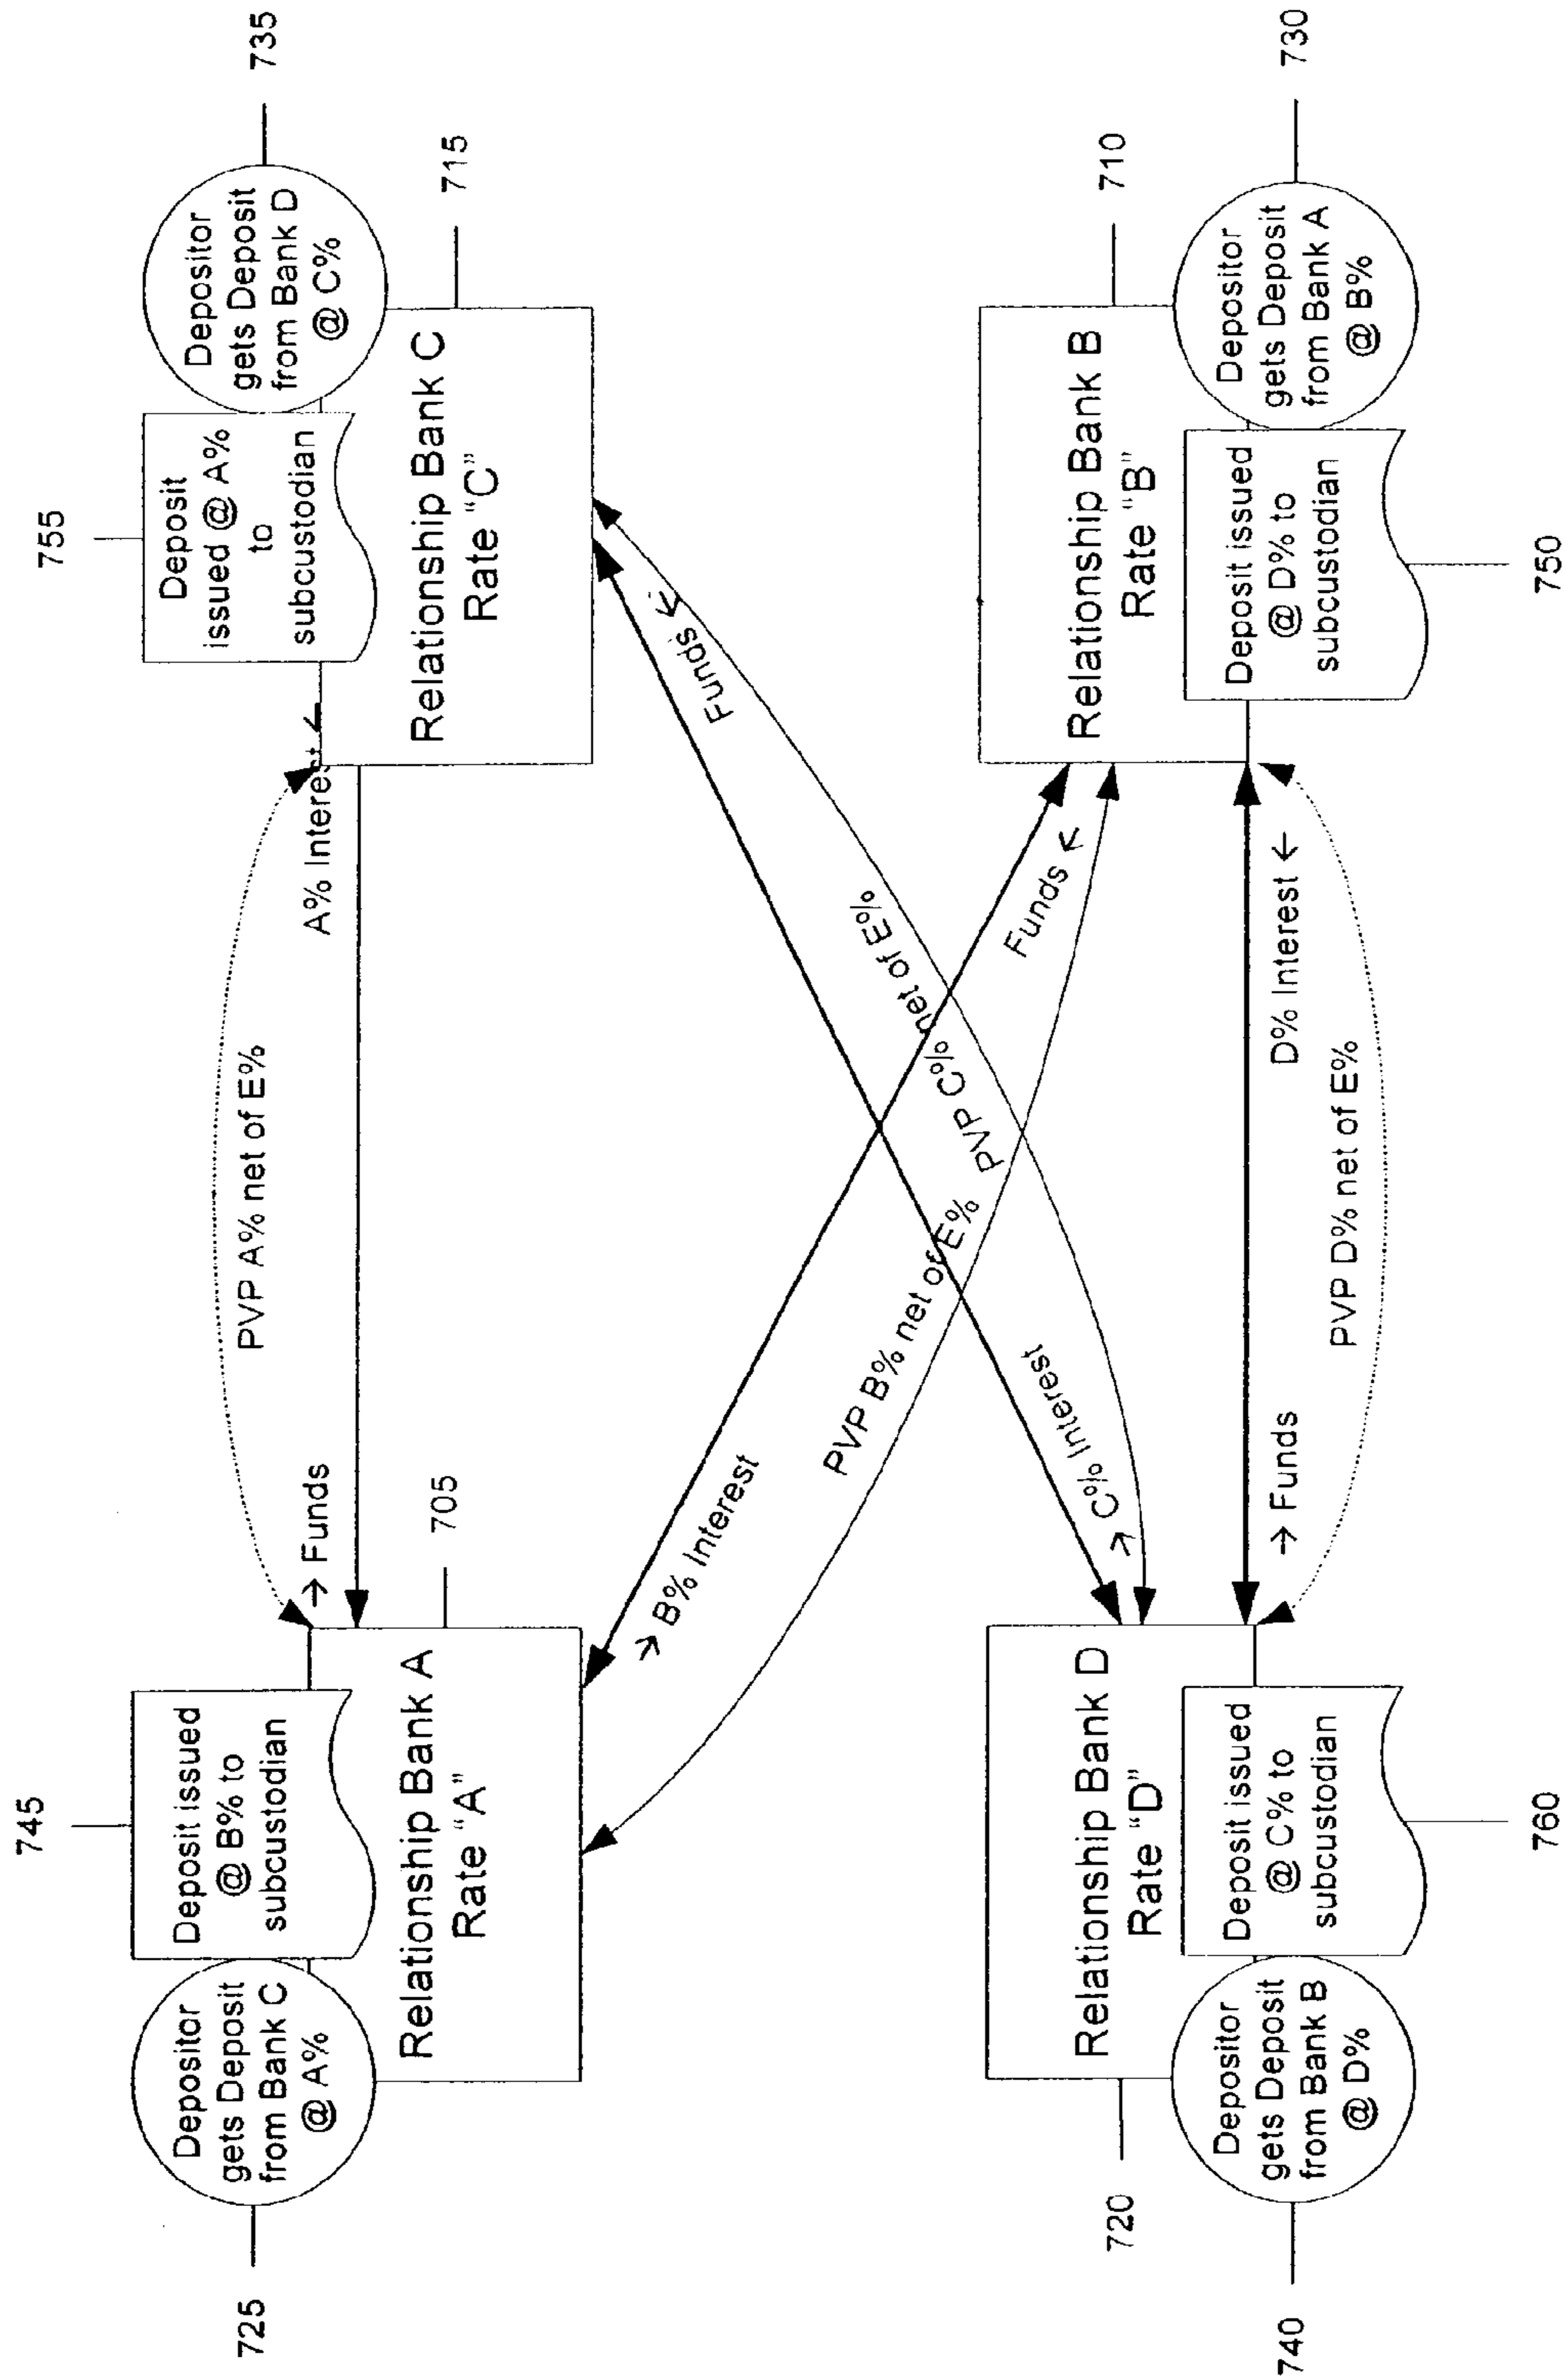 745
755
725
Depositor
gets Deposit
from Bank C
@ A%
Deposit issued
@ B% to
subcustodian
Relationship Bank A
Rate "A"
705
→ Funds
PVP A% net of E%
A% Interest ←
Deposit
issued @ A%
to
subcustodian
Depositor
gets Deposit
from Bank D
@ C%
735
Relationship Bank C
Rate "C"
715
→ B% Interest
PVP B% net of E%
Funds ←
→ C% Interest
PVP C% net of E%
Funds ←
720
Relationship Bank D
Rate "D"
740
Depositor
gets Deposit
from Bank B
@ D%
Deposit issued
@ C% to
subcustodian
760
→ Funds
PVP D% net of E%
D% Interest ←
Relationship Bank B
Rate "B"
710
Deposit issued
@ D% to
subcustodian
750
Depositor
gets Deposit
from Bank A
@ B%
730